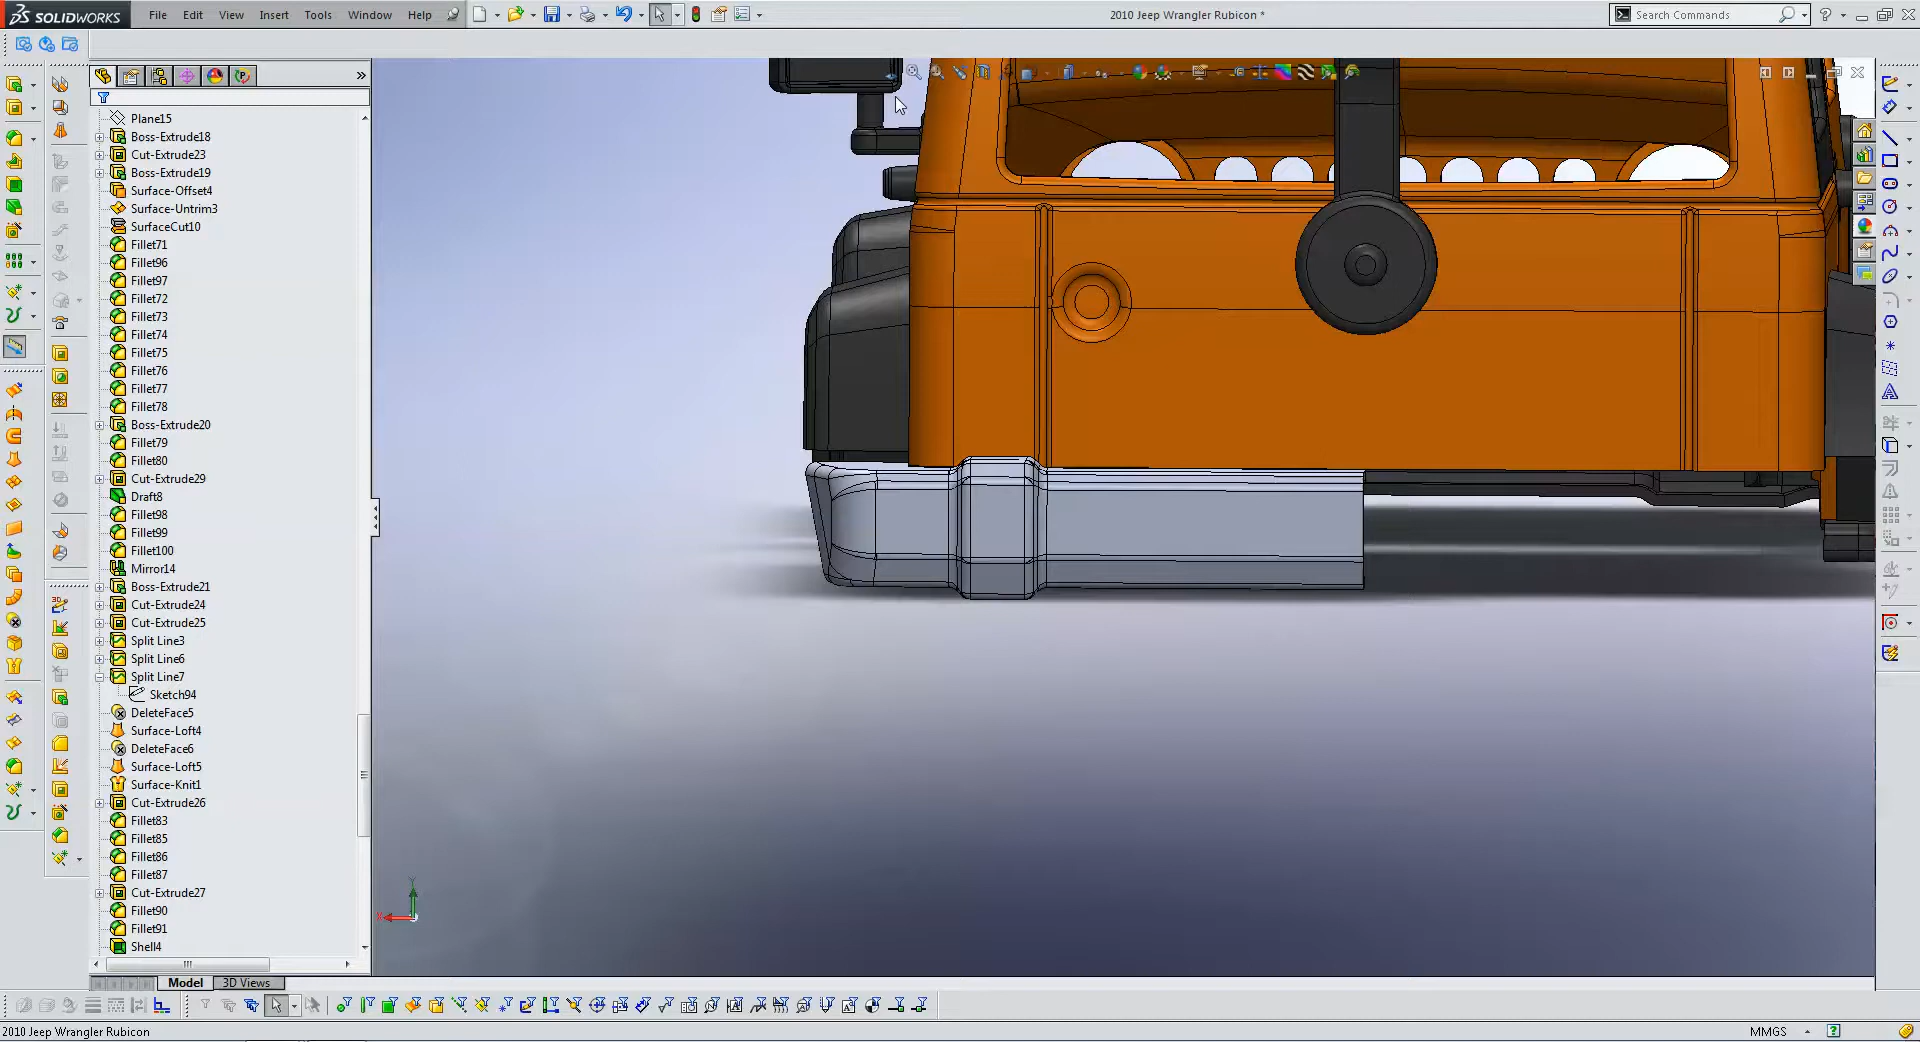 SOLIDWORKS File Edit View Insert Tools Window Help 2010 Jeep Wrangler Rubicon * Search Commands
Plane15
Boss-Extrude18
Cut-Extrude23
Boss-Extrude19
Surface-Offset4
Surface-Untrim3
SurfaceCut10
Fillet71
Fillet96
Fillet97
Fillet72
Fillet73
Fillet74
Fillet75
Fillet76
Fillet77
Fillet78
Boss-Extrude20
Fillet79
Fillet80
Cut-Extrude29
Draft8
Fillet98
Fillet99
Fillet100
Mirror14
Boss-Extrude21
Cut-Extrude24
Cut-Extrude25
Split Line3
Split Line6
Split Line7
Sketch94
DeleteFace5
Surface-Loft4
DeleteFace6
Surface-Loft5
Surface-Knit1
Cut-Extrude26
Fillet83
Fillet85
Fillet86
Fillet87
Cut-Extrude27
Fillet90
Fillet91
Shell4
Y
X
Model 3D Views
2010 Jeep Wrangler Rubicon MMGS